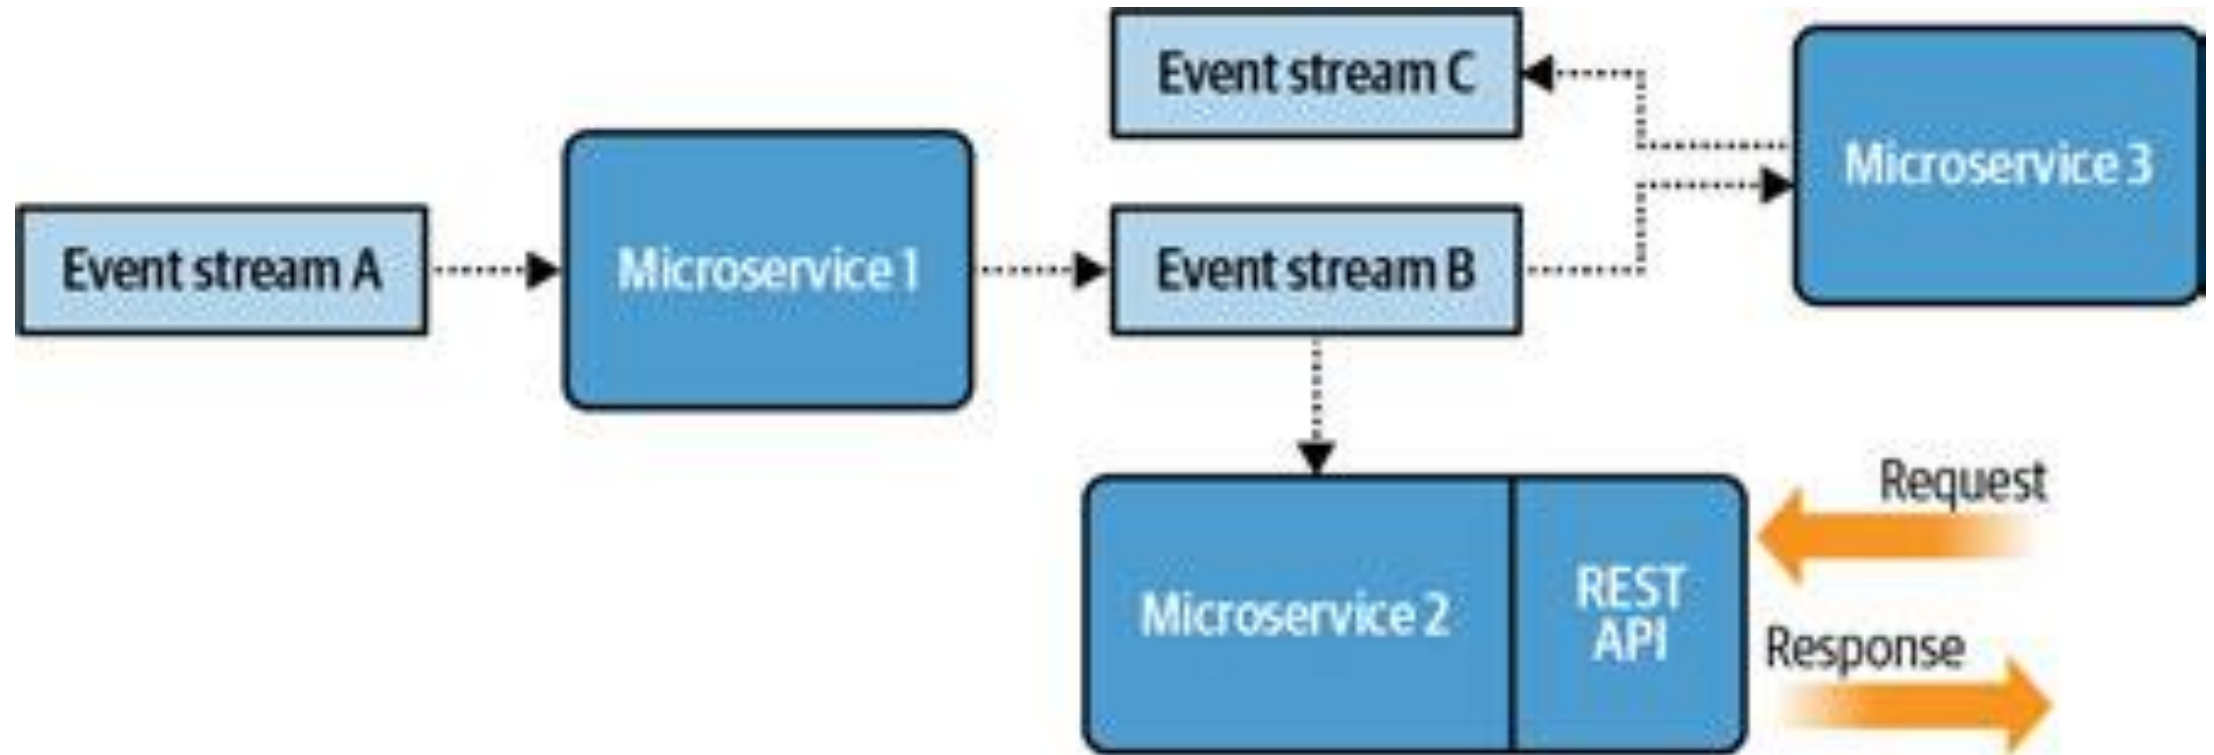 Event stream C
Microservice 3
Event stream A
Microservice 1
Event stream B
Request
Microservice 2
REST
API
Response